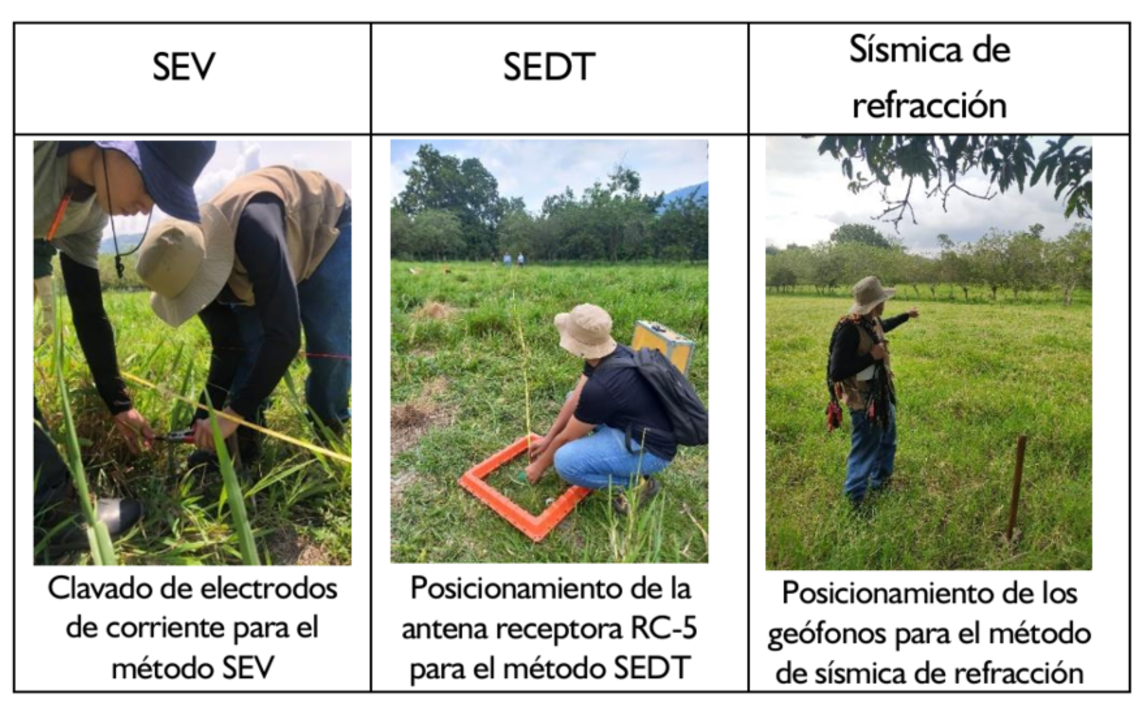 SEV
SEDT
Sísmica de
refracción
Clavado de electrodos
de corriente para el
método SEV
Posicionamiento de la
antena receptora RC-5
para el método SEDT
Posicionamiento de los
geófonos para el método
de sísmica de refracción